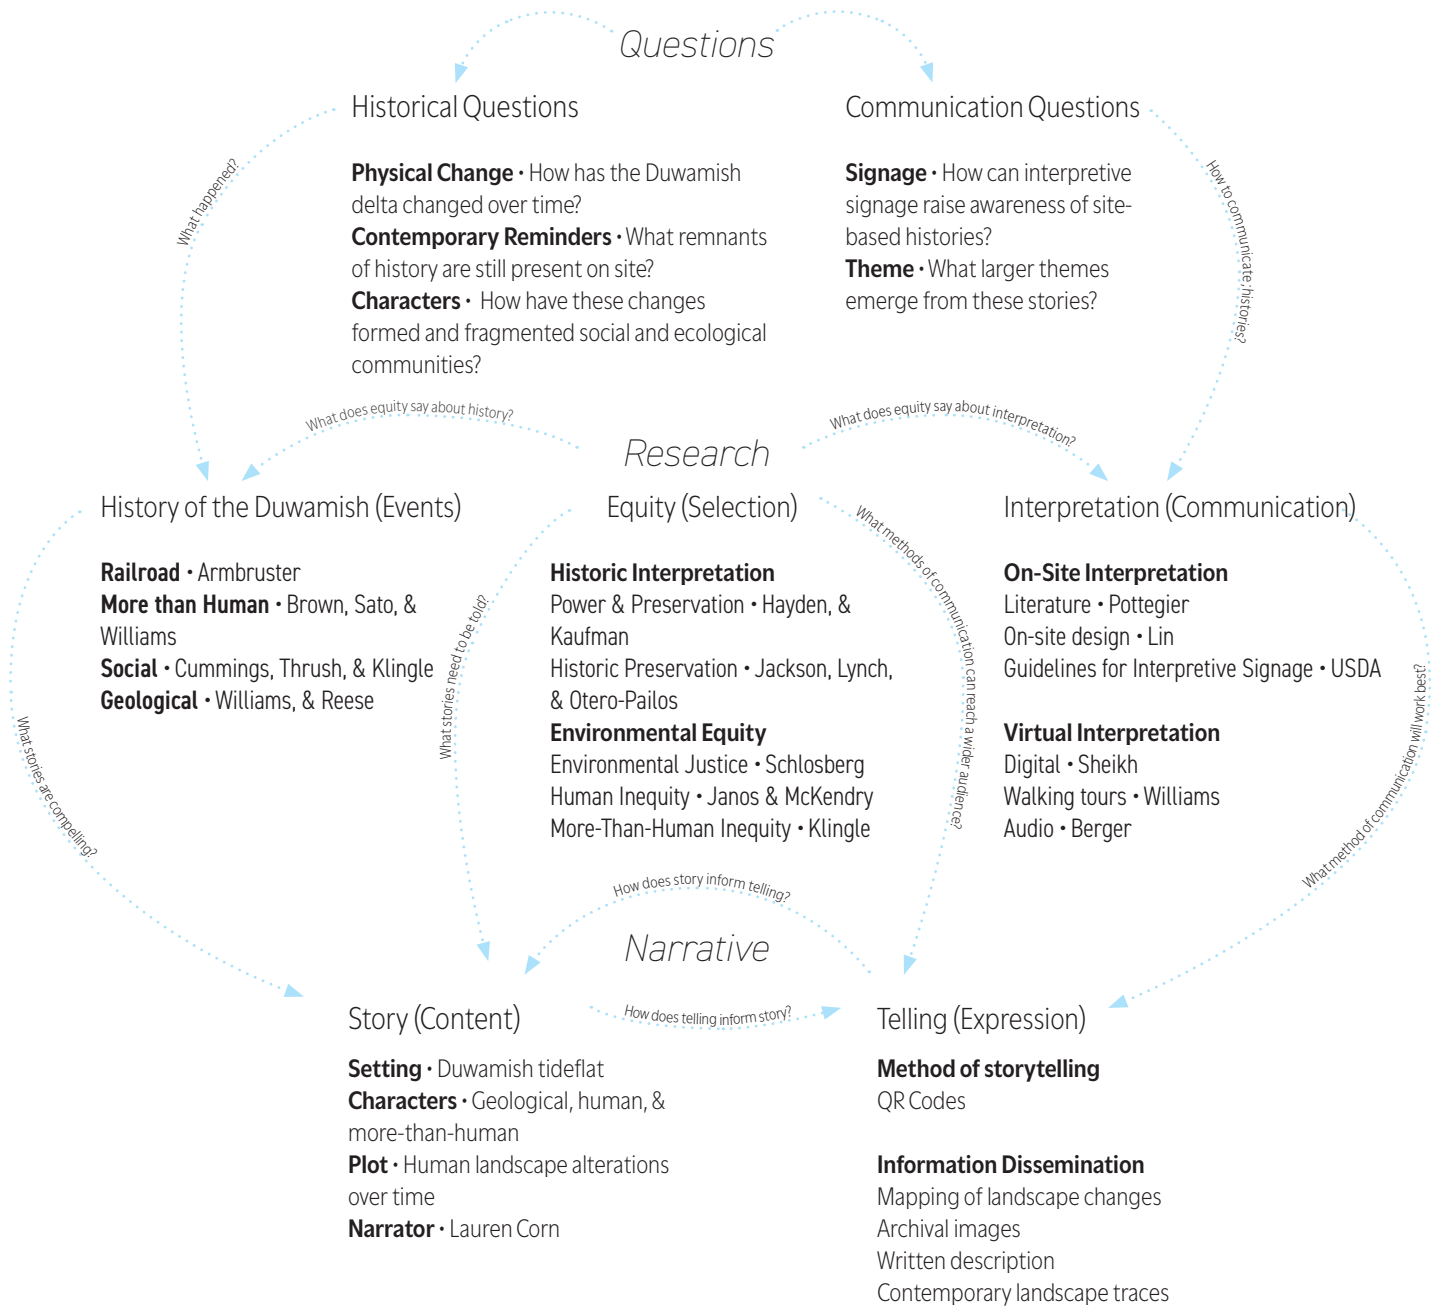 Questions
Historical Questions
Physical Change • How has the Duwamish
delta changed over time?
Contemporary Reminders • What remnants
of history are still present on site?
Characters • How have these changes
formed and fragmented social and ecological
communities?
Communication Questions
Signage • How can interpretive
signage raise awareness of site-
based histories?
Theme • What larger themes
emerge from these stories?
What happened?
How to communicate histories?
What does equity say about history?
What does equity say about interpretation?
Research
History of the Duwamish (Events)
Railroad • Armbruster
More than Human • Brown, Sato, &
Williams
Social • Cummings, Thrush, & Klingle
Geological • Williams, & Reese
Equity (Selection)
Historic Interpretation
Power & Preservation • Hayden, &
Kaufman
Historic Preservation • Jackson, Lynch,
& Otero-Pailos
Environmental Equity
Environmental Justice • Schlosberg
Human Inequity • Janos & McKendry
More-Than-Human Inequity • Klingle
Interpretation (Communication)
On-Site Interpretation
Literature • Pottegier
On-site design • Lin
Guidelines for Interpretive Signage • USDA
Virtual Interpretation
Digital • Sheikh
Walking tours • Williams
Audio • Berger
What stories are compelling?
What stories need to be told?
What methods of communication can reach a wider audience?
What method of communication will work best?
How does story inform telling?
Narrative
How does telling inform story?
Story (Content)
Setting • Duwamish tideflat
Characters • Geological, human, &
more-than-human
Plot • Human landscape alterations
over time
Narrator • Lauren Corn
Telling (Expression)
Method of storytelling
QR Codes
Information Dissemination
Mapping of landscape changes
Archival images
Written description
Contemporary landscape traces